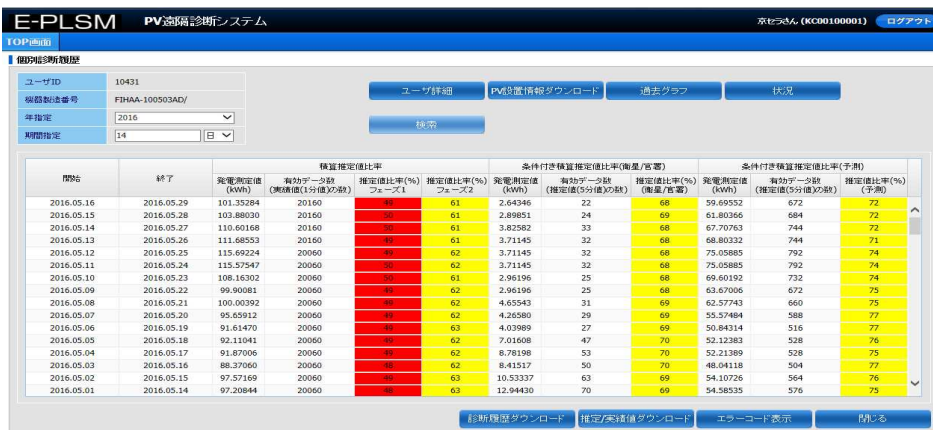 E-PLSM PV遠隔診断システム 京セラさん (KC00100001) ログアウト
TOP画面
個別診断履歴
ユーザID 10431
機器製造番号 FIHAA-100503AD/
年指定 2016
期間指定 14 日
ユーザ詳細 PV設置情報ダウンロード 過去グラフ 状況
検索
積算推定値比率 条件付き積算推定値比率(衛星/官署) 条件付き積算推定値比率(予測)
開始 終了 発電測定値(kWh) 有効データ数(実績値(1分値)の数) 推定値比率(%)フェーズ1 推定値比率(%)フェーズ2 発電測定値(kWh) 有効データ数(推定値(5分値)の数) 推定値比率(%)(衛星/官署) 発電測定値(kWh) 有効データ数(推定値(5分値)の数) 推定値比率(%)(予測)
2016.05.16 2016.05.29 101.35284 20160 49 61 2.64346 22 68 59.69552 672 72
2016.05.15 2016.05.28 103.88030 20160 50 61 2.89851 24 69 61.80366 684 72
2016.05.14 2016.05.27 110.60168 20160 50 61 3.82582 33 68 67.70763 744 72
2016.05.13 2016.05.26 111.68553 20160 49 61 3.71145 32 68 68.80332 744 71
2016.05.12 2016.05.25 115.69224 20060 49 62 3.71145 32 68 75.05885 792 74
2016.05.11 2016.05.24 115.57547 20060 50 62 3.71145 32 68 75.05885 792 74
2016.05.10 2016.05.23 108.16302 20060 50 61 2.96196 25 68 69.60192 732 74
2016.05.09 2016.05.22 99.90081 20060 49 62 2.96196 25 68 63.67006 672 75
2016.05.08 2016.05.21 100.00392 20060 49 62 4.65543 31 69 62.57743 660 75
2016.05.07 2016.05.20 95.65912 20060 49 62 4.26580 29 69 55.57484 588 77
2016.05.06 2016.05.19 91.61470 20060 49 63 4.03989 27 69 50.84314 516 77
2016.05.05 2016.05.18 92.11041 20060 49 62 7.01608 47 70 52.12383 528 76
2016.05.04 2016.05.17 91.87006 20060 49 62 8.78198 53 70 52.21389 528 75
2016.05.03 2016.05.16 88.37060 20060 48 62 8.41517 50 70 48.04118 504 77
2016.05.02 2016.05.15 97.57169 20060 49 63 10.53337 63 69 54.10726 564 76
2016.05.01 2016.05.14 97.20844 20060 48 63 12.94430 70 69 54.58535 576 75
診断履歴ダウンロード 推定/実績値ダウンロード エラーコード表示 閉じる